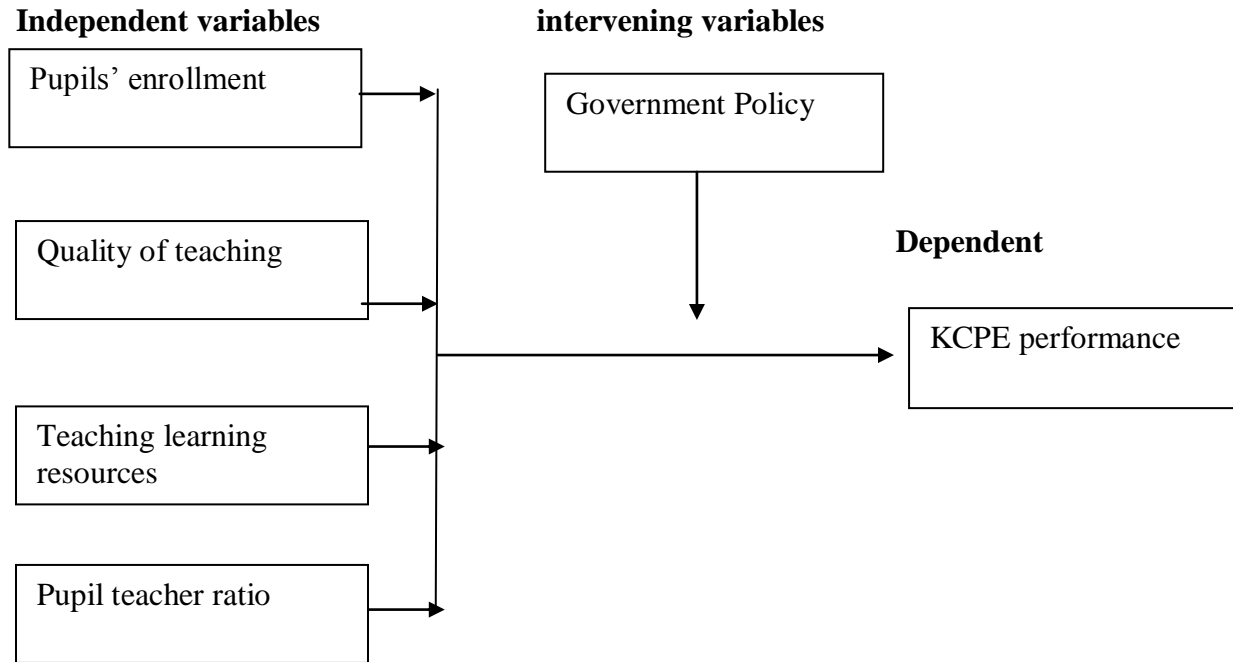 Independent variables
intervening variables
Pupils’ enrollment
Government Policy
Quality of teaching
Dependent
KCPE performance
Teaching learning
resources
Pupil teacher ratio